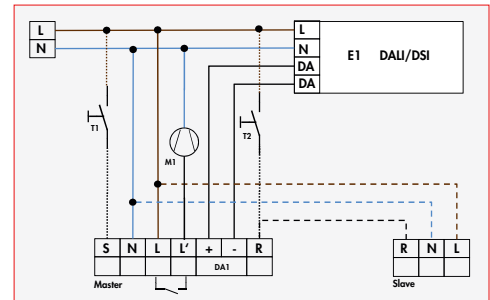 L
N
L
N
DA
DA
E1 DALI/DSI
T1
M1
T2
S N L L' + - R
DA1
Master
R N L
Slave